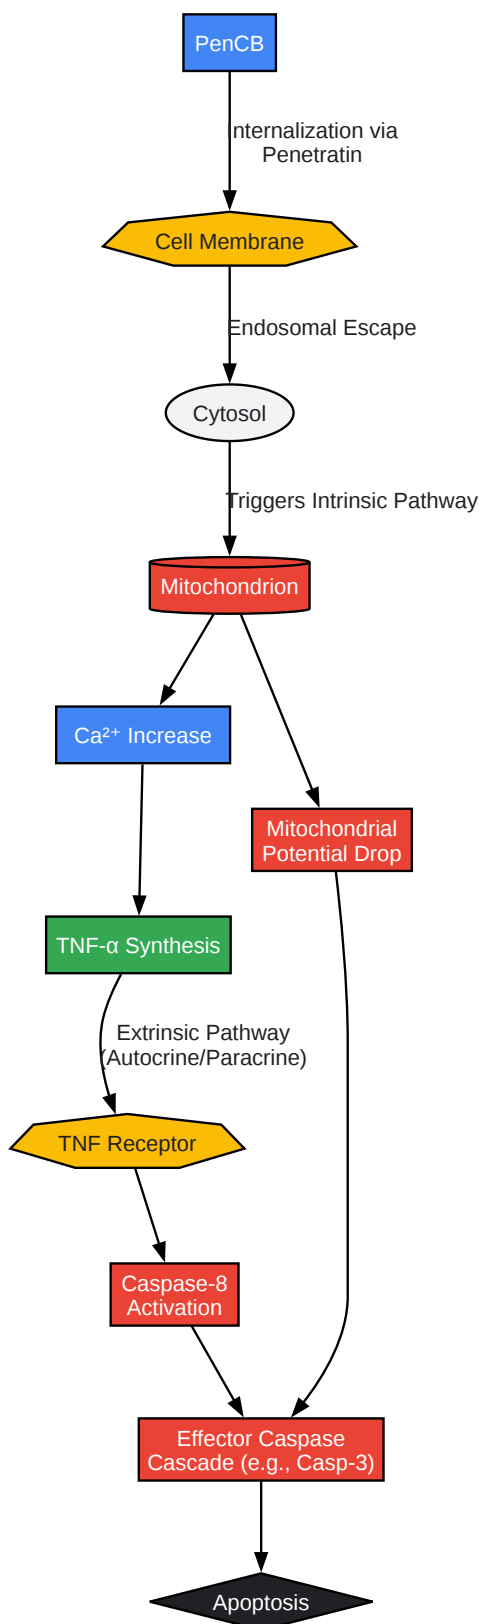 PenCB
Internalization via
Penetratin
Cell Membrane
Endosomal Escape
Cytosol
Triggers Intrinsic Pathway
Mitochondrion
Ca²⁺ Increase
Mitochondrial
Potential Drop
TNF-α Synthesis
Extrinsic Pathway
(Autocrine/Paracrine)
TNF Receptor
Caspase-8
Activation
Effector Caspase
Cascade (e.g., Casp-3)
Apoptosis